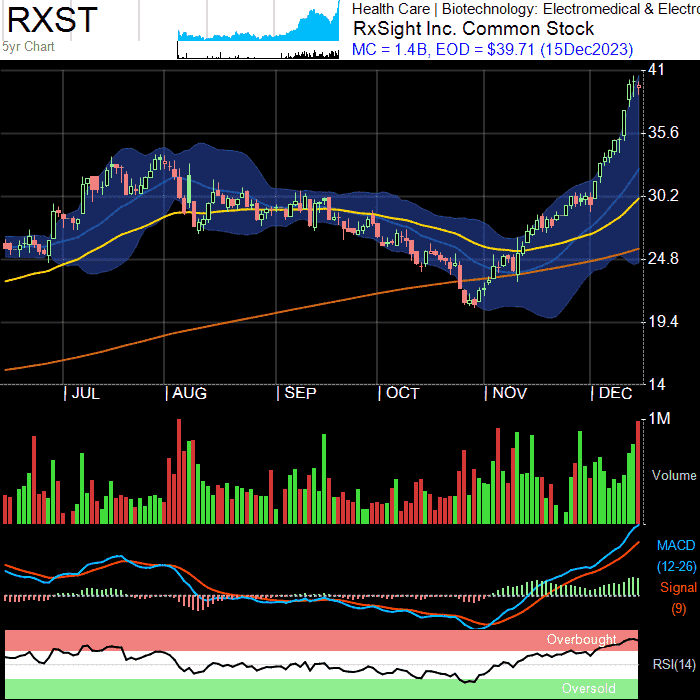 RXST
5yr Chart
Health Care | Biotechnology: Electromedical & Electro
RxSight Inc. Common Stock
MC = 1.4B, EOD = $39.71 (15Dec2023)
41
35.6
30.2
24.8
19.4
14
| JUL | AUG | SEP | OCT | NOV | DEC
1M
Volume
MACD
(12-26)
Signal
(9)
Overbought
RSI(14)
Oversold